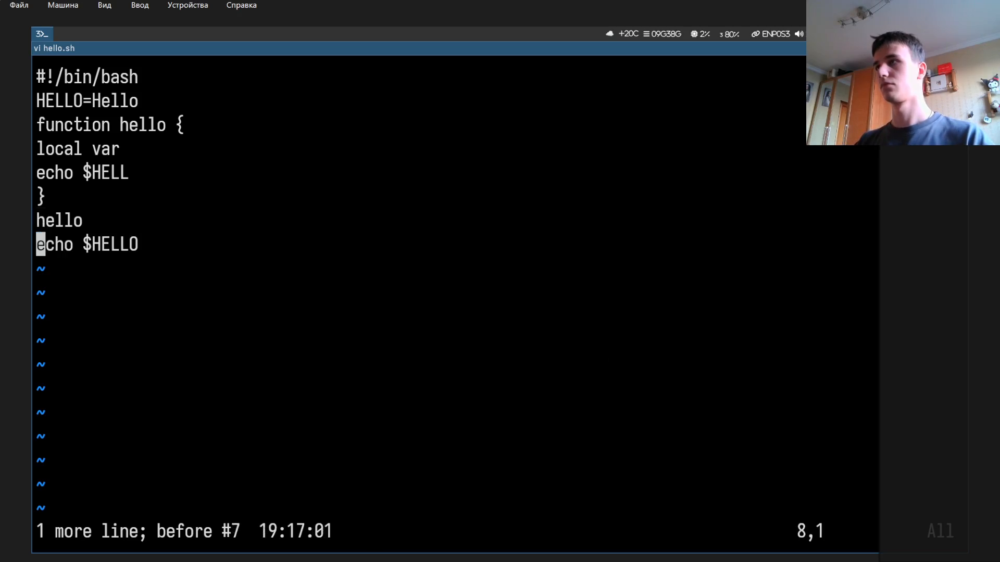 Файл Машина Вид Ввод Устройства Справка
3>_ +20C 09G38G 2% 3 80% ENP0S3
vi hello.sh
#!/bin/bash
HELLO=Hello
function hello {
local var
echo $HELL
}
hello
echo $HELLO
~
~
~
~
~
~
~
~
~
~
~
1 more line; before #7 19:17:01 8,1 All